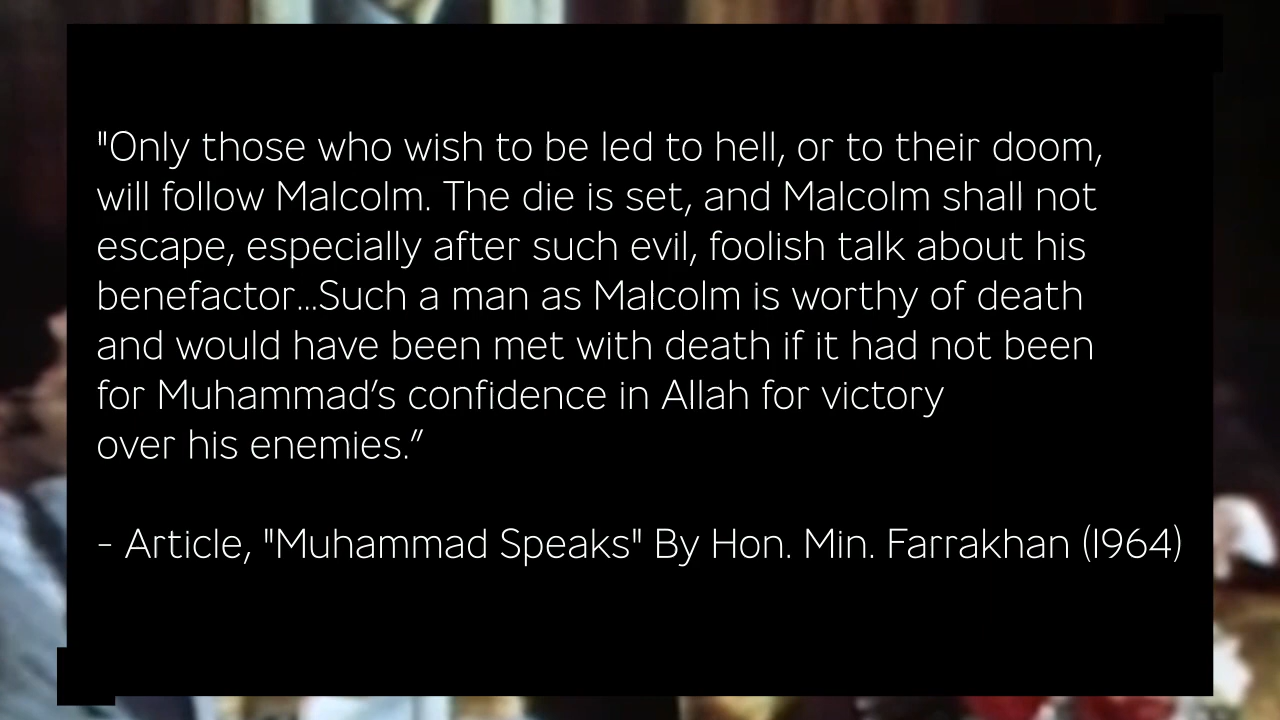 "Only those who wish to be led to hell, or to their doom,
will follow Malcolm. The die is set, and Malcolm shall not
escape, especially after such evil, foolish talk about his
benefactor...Such a man as Malcolm is worthy of death
and would have been met with death if it had not been
for Muhammad’s confidence in Allah for victory
over his enemies.”
- Article, "Muhammad Speaks" By Hon. Min. Farrakhan (1964)